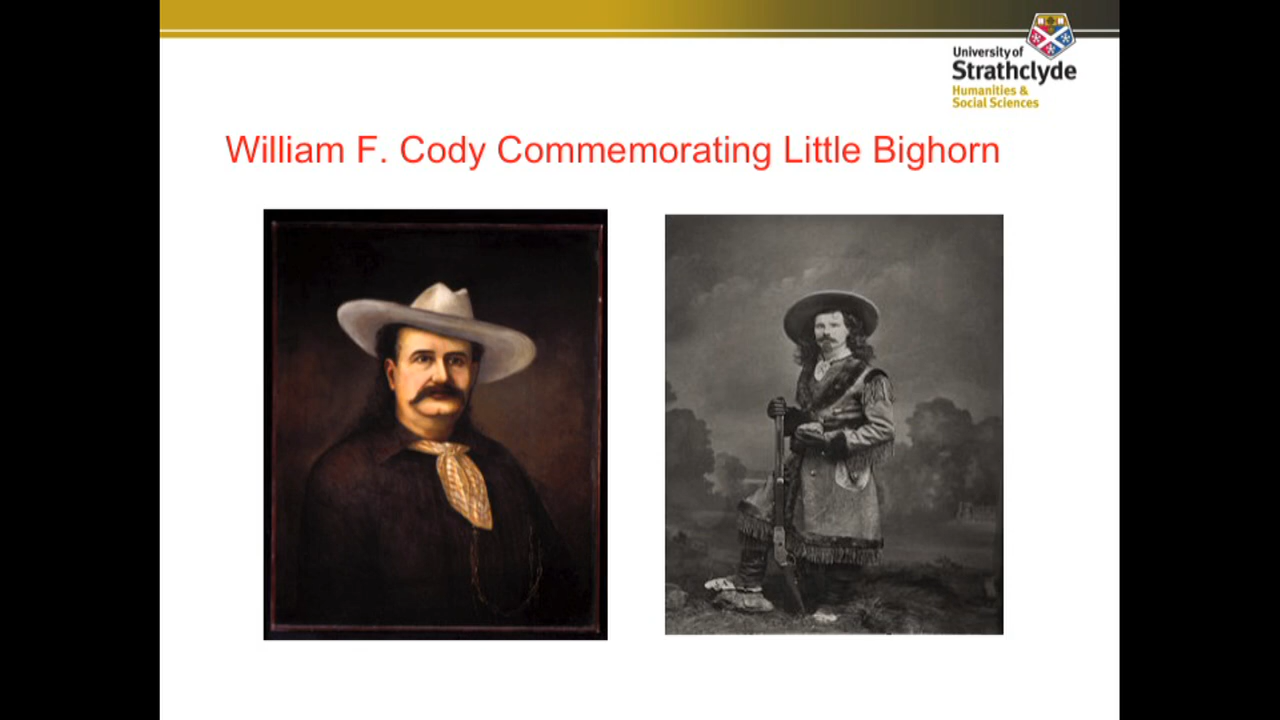 University of
Strathclyde
Humanities &
Social Sciences
William F. Cody Commemorating Little Bighorn